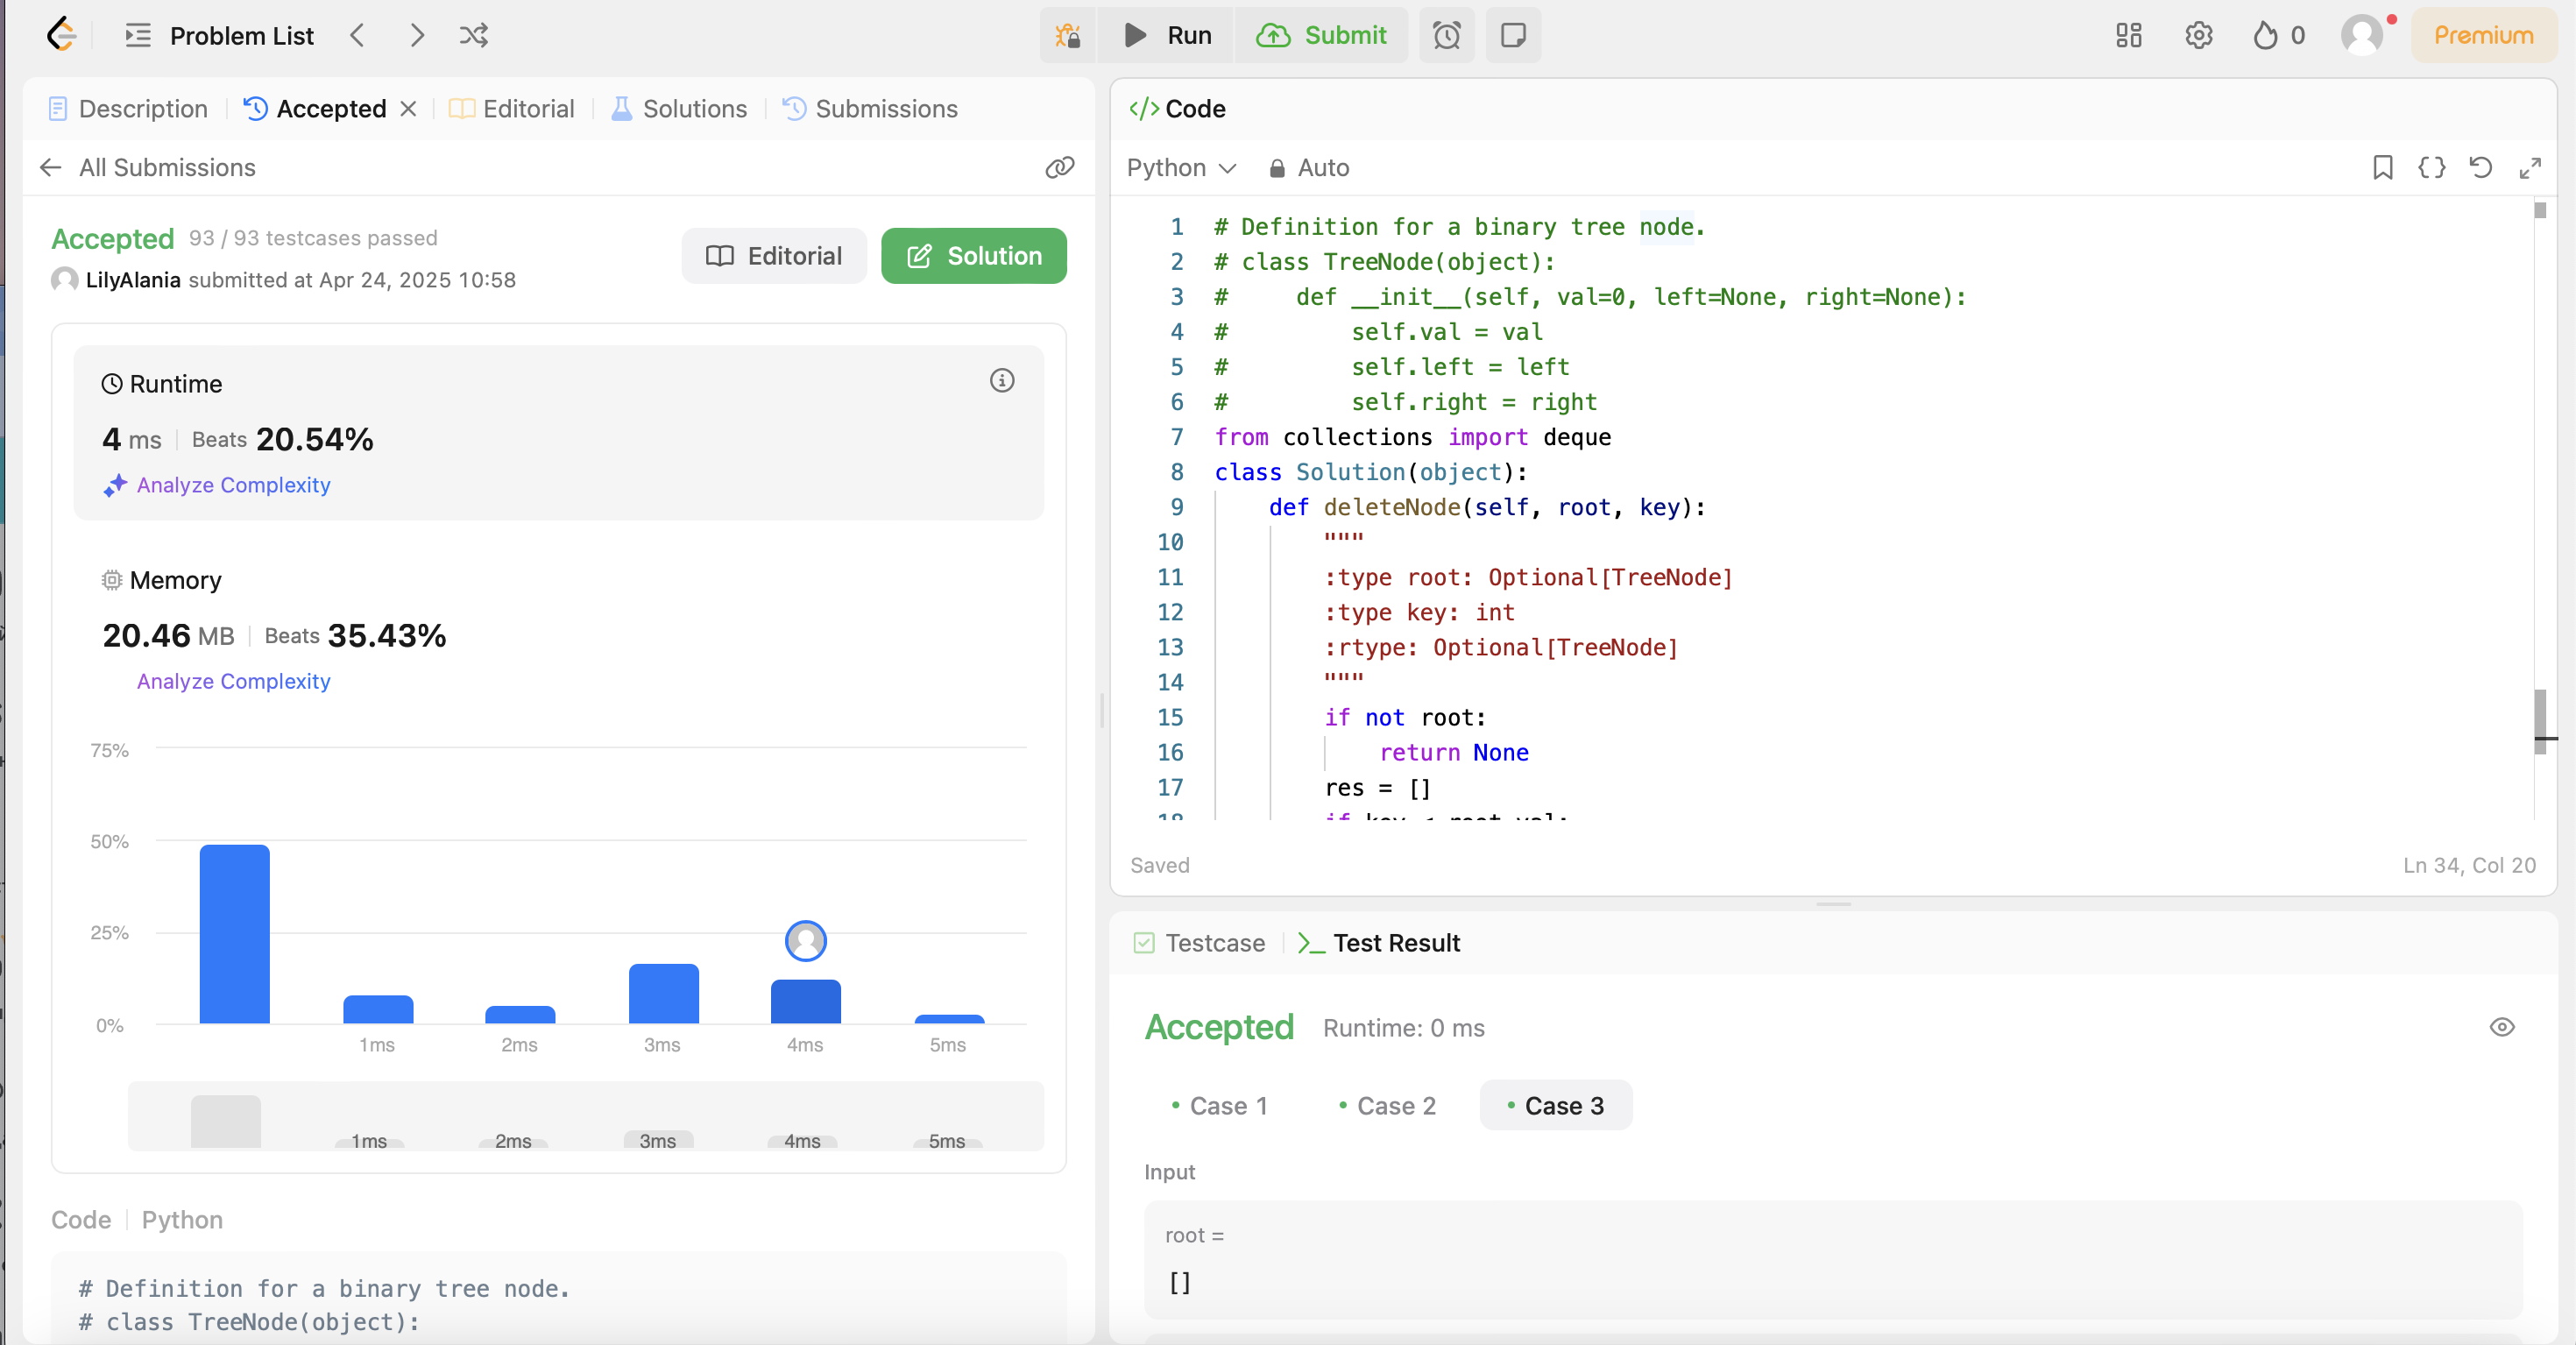 Problem List
Run
Submit
0
Premium
Description
Accepted
Editorial
Solutions
Submissions
All Submissions
Accepted 93 / 93 testcases passed
LilyAlania submitted at Apr 24, 2025 10:58
Editorial
Solution
Runtime
4 ms Beats 20.54%
Analyze Complexity
Memory
20.46 MB Beats 35.43%
Analyze Complexity
75%
50%
25%
0%
1ms 2ms 3ms 4ms 5ms
1ms 2ms 3ms 4ms 5ms
Code Python
# Definition for a binary tree node.
# class TreeNode(object):
</> Code
Python Auto
1 # Definition for a binary tree node.
2 # class TreeNode(object):
3 #     def __init__(self, val=0, left=None, right=None):
4 #         self.val = val
5 #         self.left = left
6 #         self.right = right
7 from collections import deque
8 class Solution(object):
9     def deleteNode(self, root, key):
10         """
11         :type root: Optional[TreeNode]
12         :type key: int
13         :rtype: Optional[TreeNode]
14         """
15         if not root:
16             return None
17         res = []
18         if key < root.val:
Saved
Ln 34, Col 20
Testcase
Test Result
Accepted Runtime: 0 ms
Case 1 Case 2 Case 3
Input
root =
[]